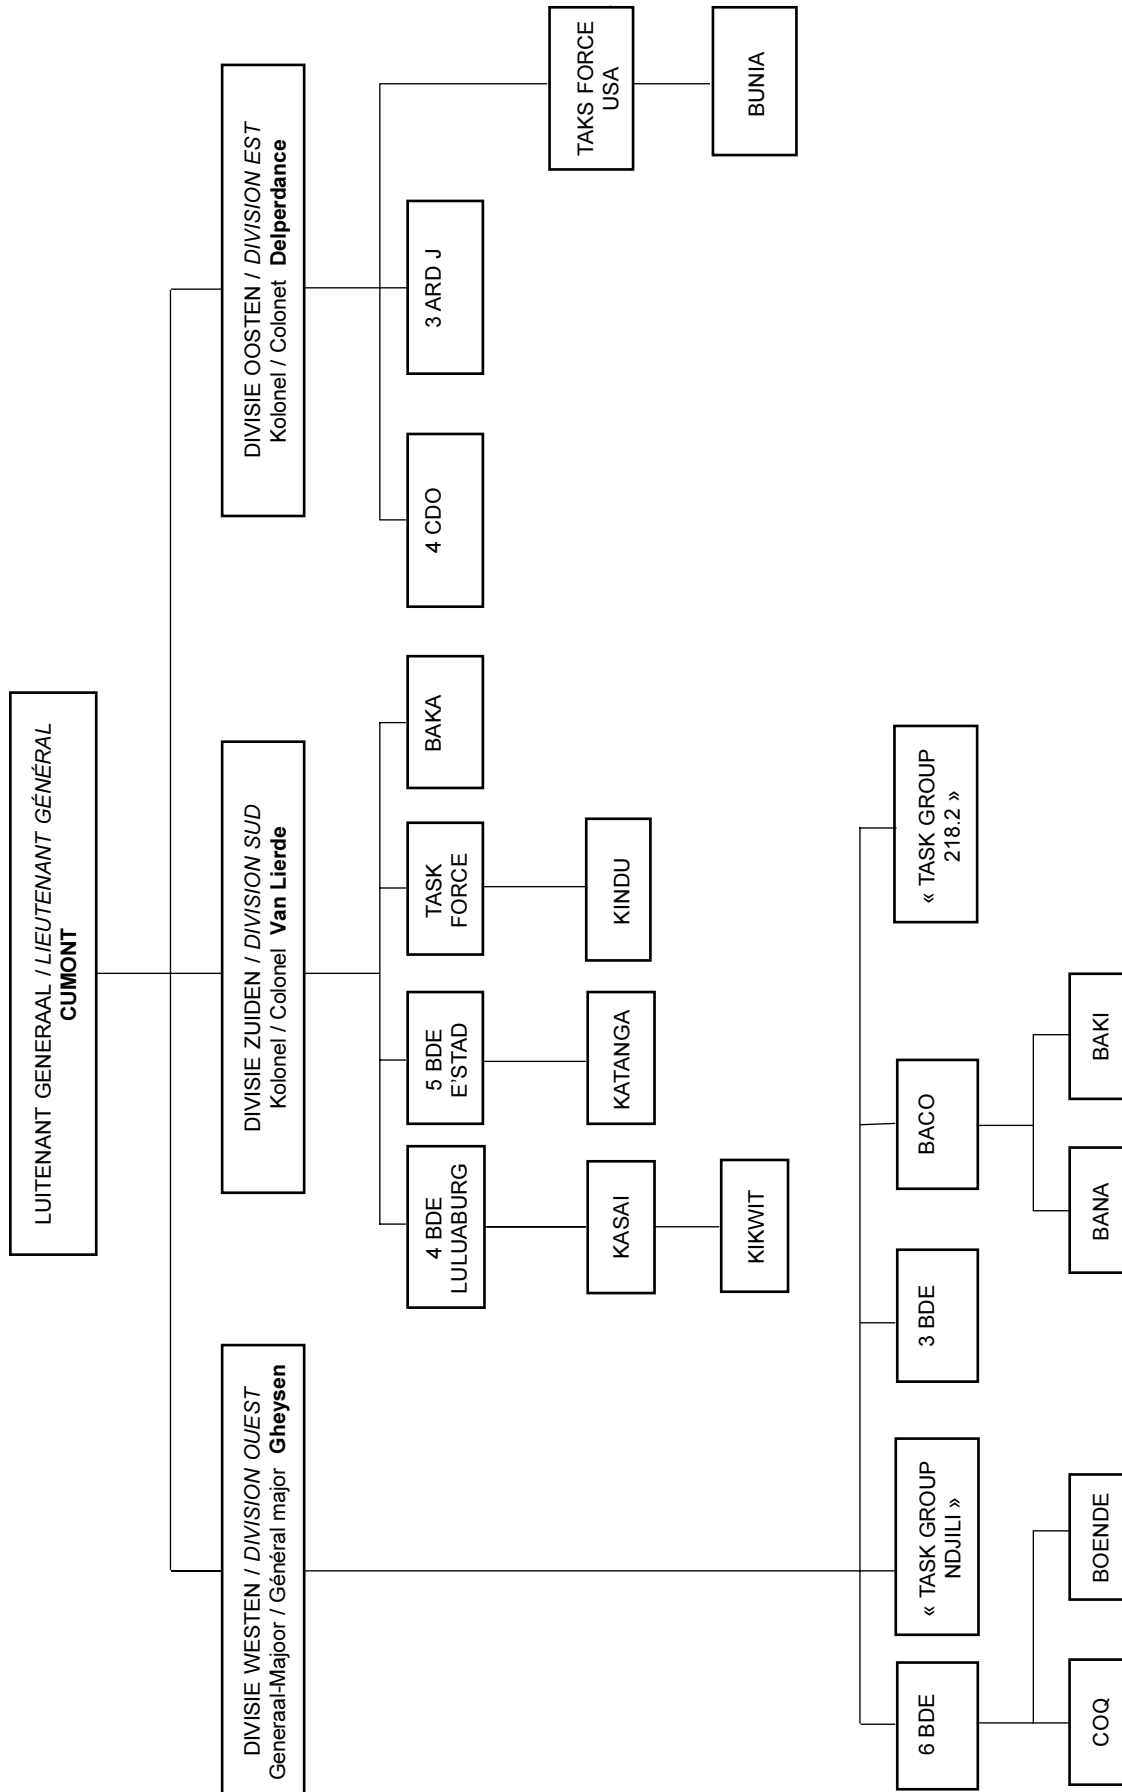 LUITENANT GENERAAL / LIEUTENANT GÉNÉRAL
CUMONT
DIVISIE WESTEN / DIVISION OUEST
Generaal-Majoor / Général major Gheysen
DIVISIE ZUIDEN / DIVISION SUD
Kolonel / Colonel Van Lierde
DIVISIE OOSTEN / DIVISION EST
Kolonel / Colonet Delperdance
4 BDE
LULUABURG
5 BDE
E'STAD
TASK
FORCE
BAKA
4 CDO
3 ARD J
TAKS FORCE
USA
KASAI
KATANGA
KINDU
KIKWIT
BUNIA
6 BDE
« TASK GROUP
NDJILI »
3 BDE
BACO
« TASK GROUP
218.2 »
COQ
BOENDE
BANA
BAKI